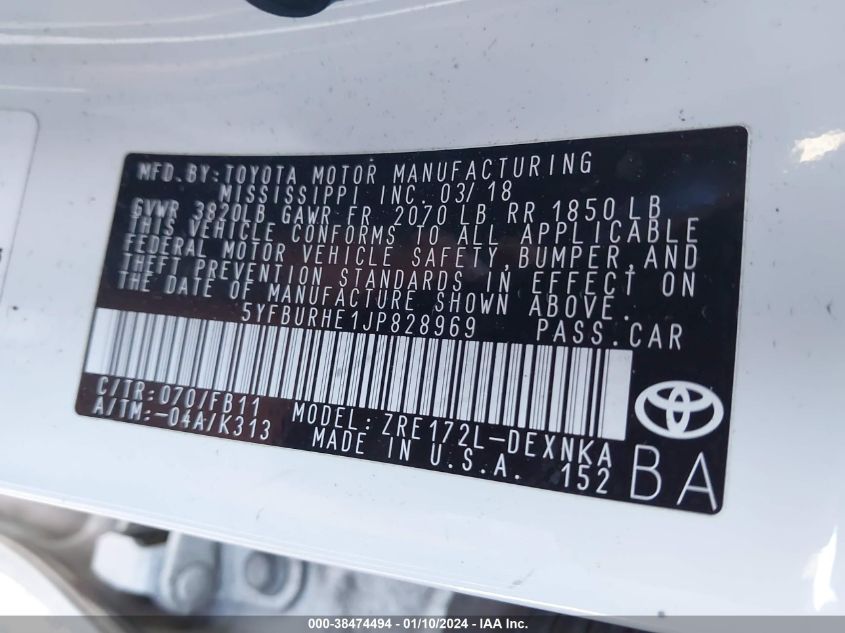 MFD.BY:TOYOTA MOTOR MANUFACTURING
MISSISSIPPI INC. 03/18
GVWR 3820LB GAWR FR 2070 LB RR 1850 LB
THIS VEHICLE CONFORMS TO ALL APPLICABLE
FEDERAL MOTOR VEHICLE SAFETY,BUMPER,AND
THEFT PREVENTION STANDARDS IN EFFECT ON
THE DATE OF MANUFACTURE SHOWN ABOVE.
5YFBURHE1JP828969 PASS.CAR
C/TR:070/FB11
A/TM:-04A/K313
MODEL:ZRE172L-DEXNKA
MADE IN U.S.A. 152
BA
000-38474494 - 01/10/2024 - IAA Inc.